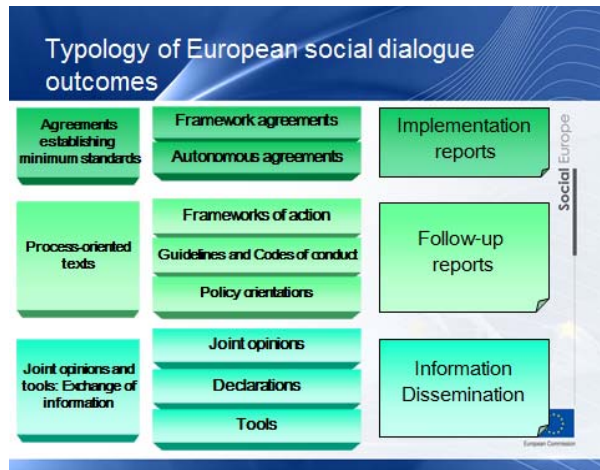 Typology of European social dialogue
outcomes
Agreements
establishing
minimum standards
Framework agreements
Autonomous agreements
Implementation
reports
Process-oriented
texts
Frameworks of action
Guidelines and Codes of conduct
Policy orientations
Follow-up
reports
Joint opinions and
tools: Exchange of
information
Joint opinions
Declarations
Tools
Information
Dissemination
Social Europe
European Commission